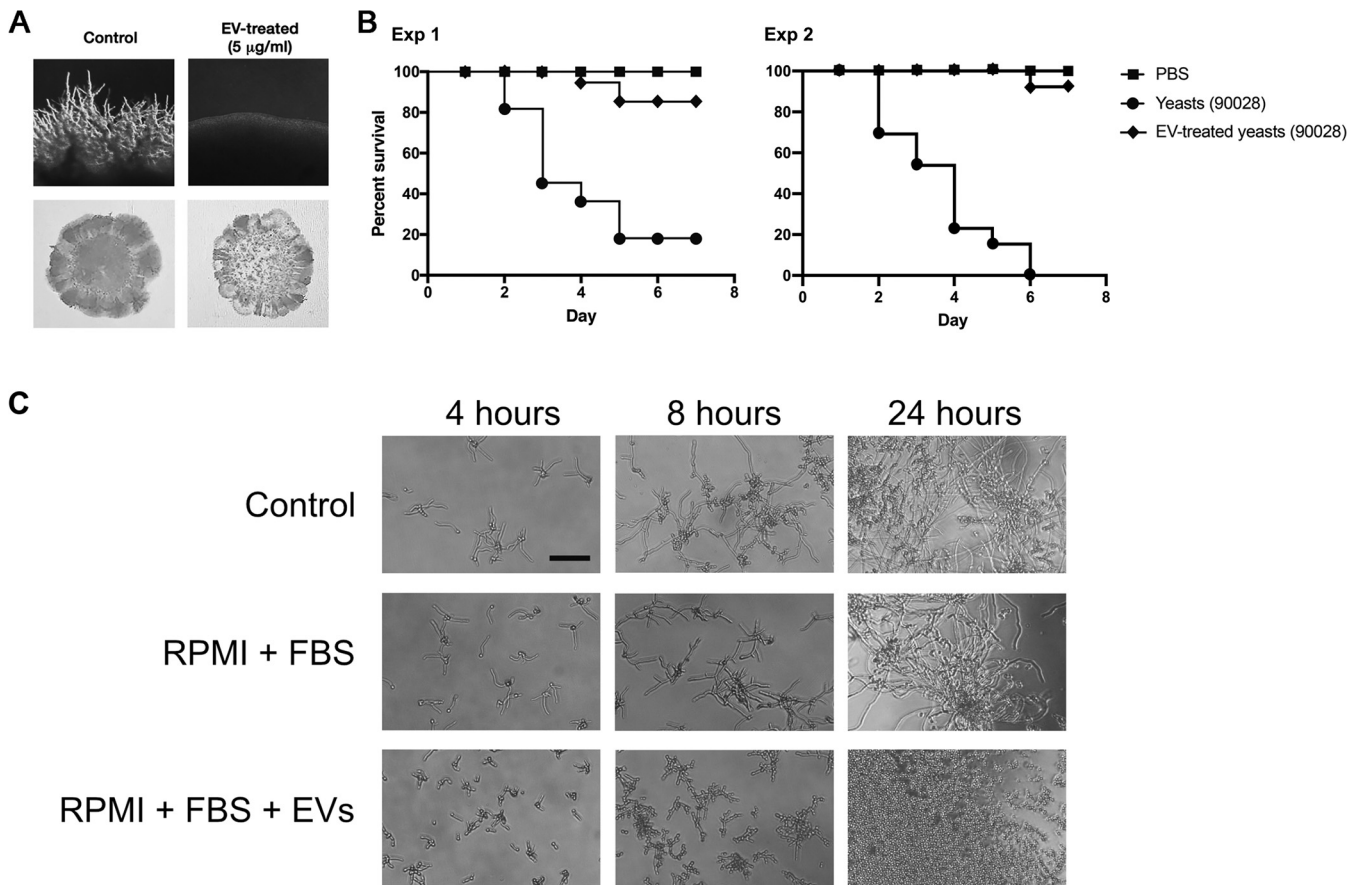 A
Control
EV-treated
(5 μg/ml)
B
Exp 1
Percent survival
100
80
60
40
20
0
0
2
4
6
8
Day
Exp 2
100
80
60
40
20
0
0
2
4
6
8
Day
PBS
Yeasts (90028)
EV-treated yeasts (90028)
C
4 hours
8 hours
24 hours
Control
RPMI + FBS
RPMI + FBS + EVs